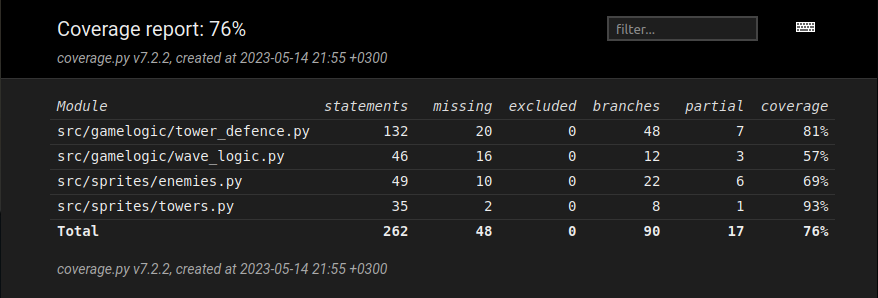 Coverage report: 76%
filter...
coverage.py v7.2.2, created at 2023-05-14 21:55 +0300
Module statements missing excluded branches partial coverage
src/gamelogic/tower_defence.py 132 20 0 48 7 81%
src/gamelogic/wave_logic.py 46 16 0 12 3 57%
src/sprites/enemies.py 49 10 0 22 6 69%
src/sprites/towers.py 35 2 0 8 1 93%
Total 262 48 0 90 17 76%
coverage.py v7.2.2, created at 2023-05-14 21:55 +0300